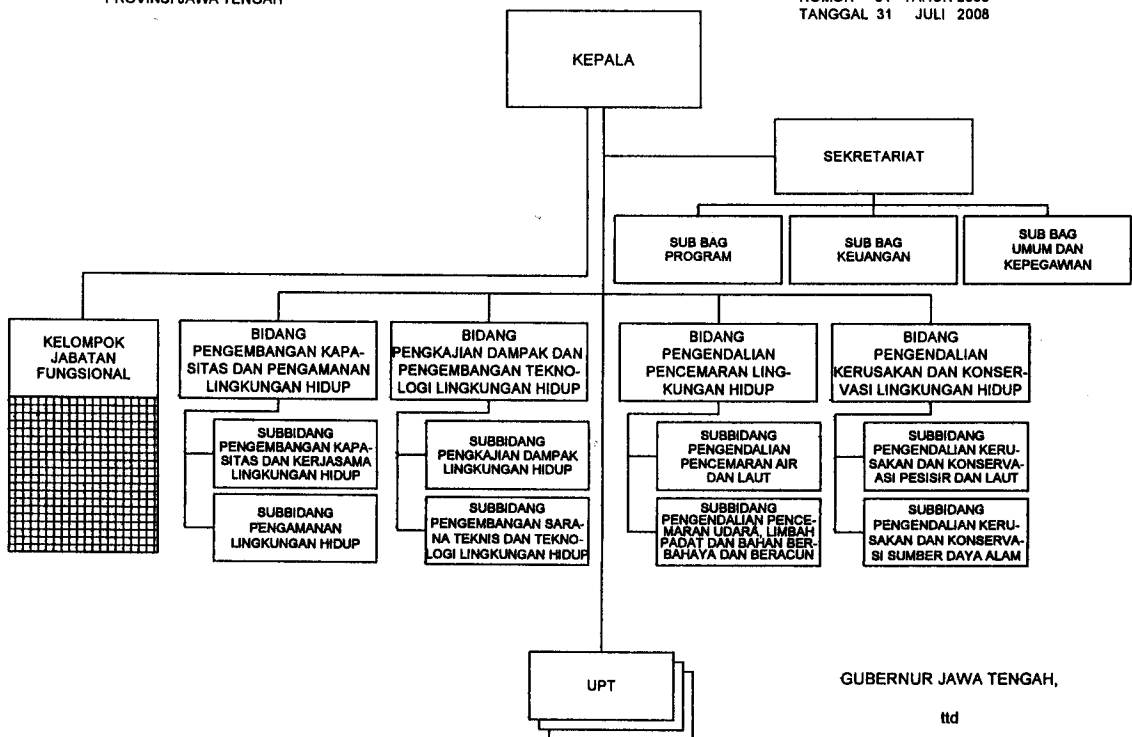 PROVINSI JAWA TENGAH
TANGGAL 31 JULI 2008
KEPALA
SEKRETARIAT
SUB BAG
PROGRAM
SUB BAG
KEUANGAN
SUB BAG
UMUM DAN
KEPEGAWIAN
KELOMPOK
JABATAN
FUNGSIONAL
BIDANG
PENGEMBANGAN KAPA-
SITAS DAN PENGAMANAN
LINGKUNGAN HIDUP
BIDANG
PENGKAJIAN DAMPAK DAN
PENGEMBANGAN TEKNO-
LOGI LINGKUNGAN HIDUP
BIDANG
PENGENDALIAN
PENCEMARAN LING-
KUNGAN HIDUP
BIDANG
PENGENDALIAN
KERUSAKAN DAN KONSER-
VASI LINGKUNGAN HIDUP
SUBBIDANG
PENGEMBANGAN KAPA-
SITAS DAN KERJASAMA
LINGKUNGAN HIDUP
SUBBIDANG
PENGKAJIAN DAMPAK
LINGKUNGAN HIDUP
SUBBIDANG
PENGENDALIAN
PENCEMARAN AIR
DAN LAUT
SUBBIDANG
PENGENDALIAN KERU-
SAKAN DAN KONSERVA-
ASI PESISIR DAN LAUT
SUBBIDANG
PENGAMANAN
LINGKUNGAN HIDUP
SUBBIDANG
PENGEMBANGAN SARA-
NA TEKNIS DAN TEKNO-
LOGI LINGKUNGAN HIDUP
SUBBIDANG
PENGENDALIAN PENCE-
MARAN UDARA, LIMBAH
PADAT DAN BAHAN BER-
BAHAYA DAN BERACUN
SUBBIDANG
PENGENDALIAN KERU-
SAKAN DAN KONSERVA-
SI SUMBER DAYA ALAM
UPT
GUBERNUR JAWA TENGAH,
ttd